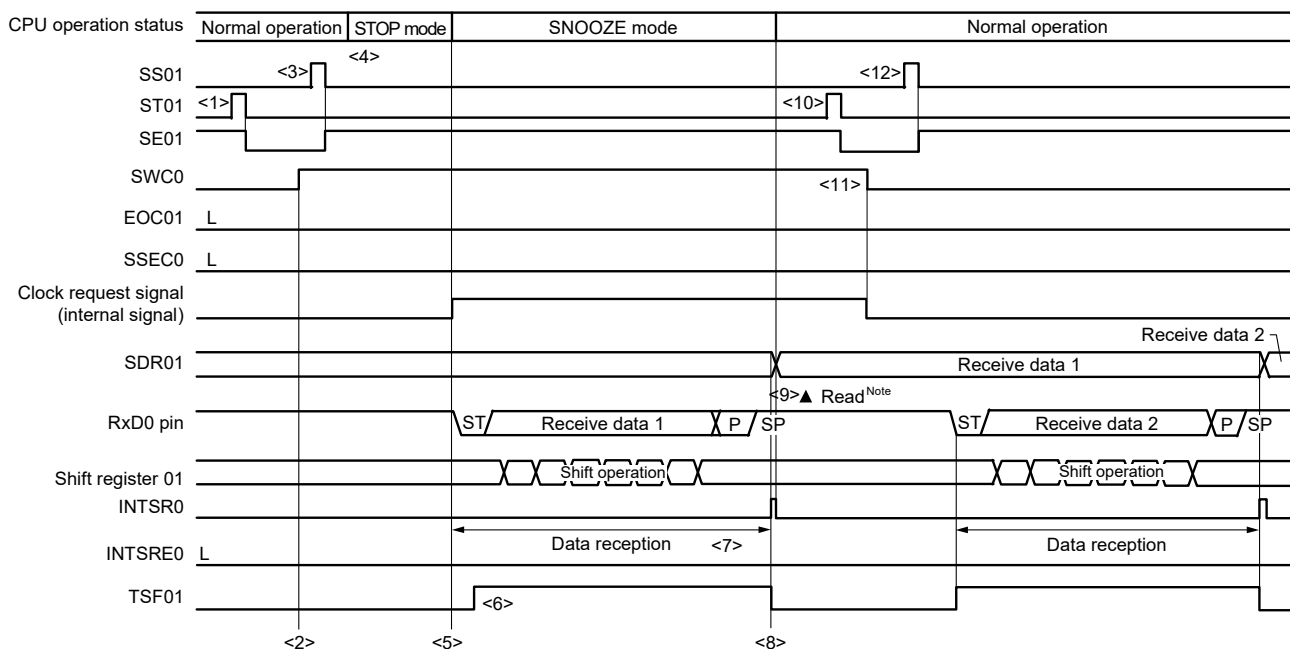 CPU operation status Normal operation STOP mode SNOOZE mode Normal operation
<4>
SS01 <3> <12>
ST01 <1> <10>
SE01
SWC0 <11>
EOC01 L
SSEC0 L
Clock request signal
(internal signal)
Receive data 2
SDR01 Receive data 1
<9>▲ Read Note
RxD0 pin ST Receive data 1 P SP ST Receive data 2 P SP
Shift register 01 Shift operation Shift operation
INTSR0
Data reception <7> Data reception
INTSRE0 L
TSF01 <6>
<2> <5> <8>